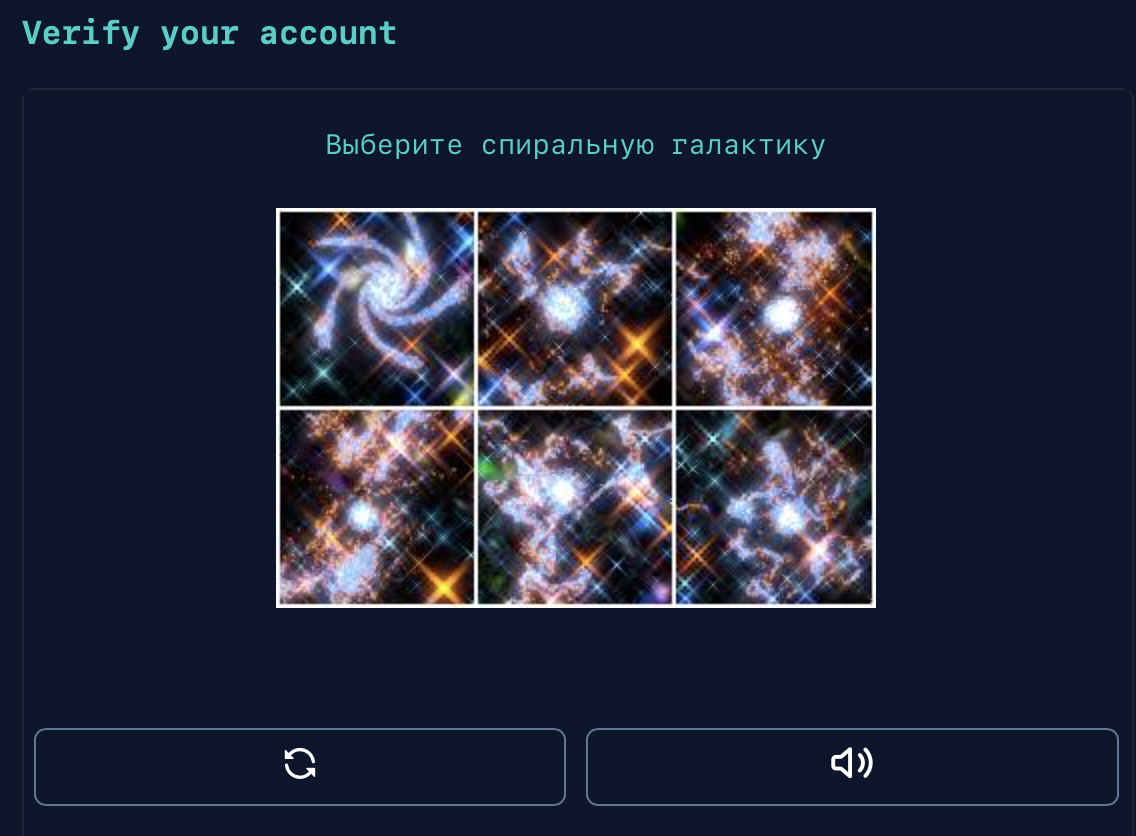 Verify your account
Выберите спиральную галактику